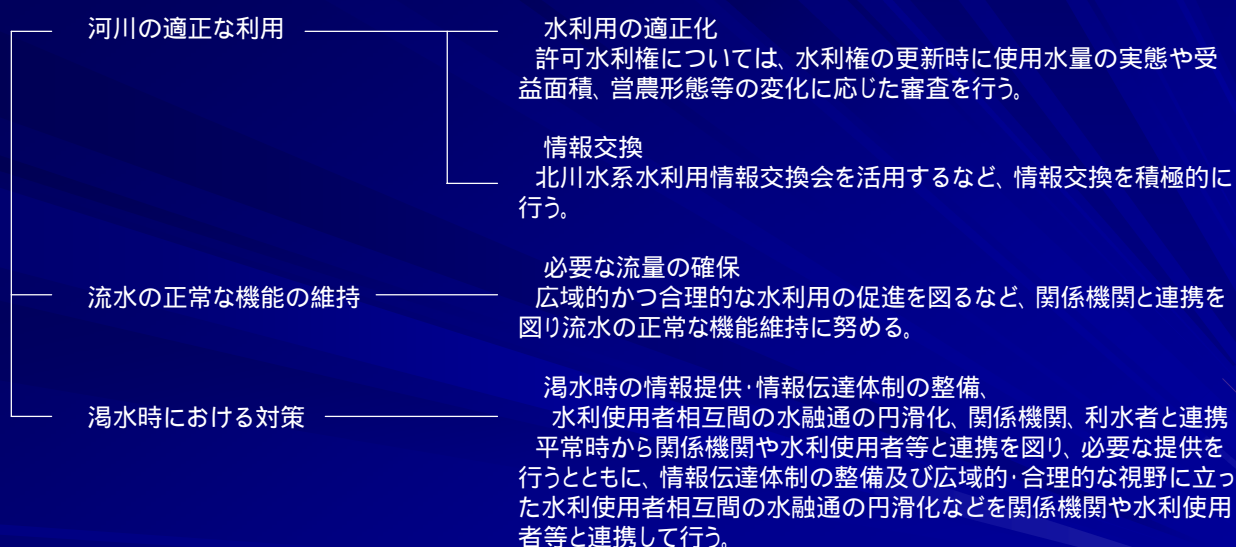 河川の適正な利用
水利用の適正化
許可水利権については、水利権の更新時に使用水量の実態や受
益面積、営農形態等の変化に応じた審査を行う。
情報交換
北川水系水利用情報交換会を活用するなど、情報交換を積極的に
行う。
流水の正常な機能の維持
必要な流量の確保
広域的かつ合理的な水利用の促進を図るなど、関係機関と連携を
図り流水の正常な機能維持に努める。
渇水時における対策
渇水時の情報提供・情報伝達体制の整備、
水利使用者相互間の水融通の円滑化、関係機関、利水者と連携
平常時から関係機関や水利使用者等と連携を図り、必要な提供を
行うとともに、情報伝達体制の整備及び広域的・合理的な視野に立っ
た水利使用者相互間の水融通の円滑化などを関係機関や水利使用
者等と連携して行う。